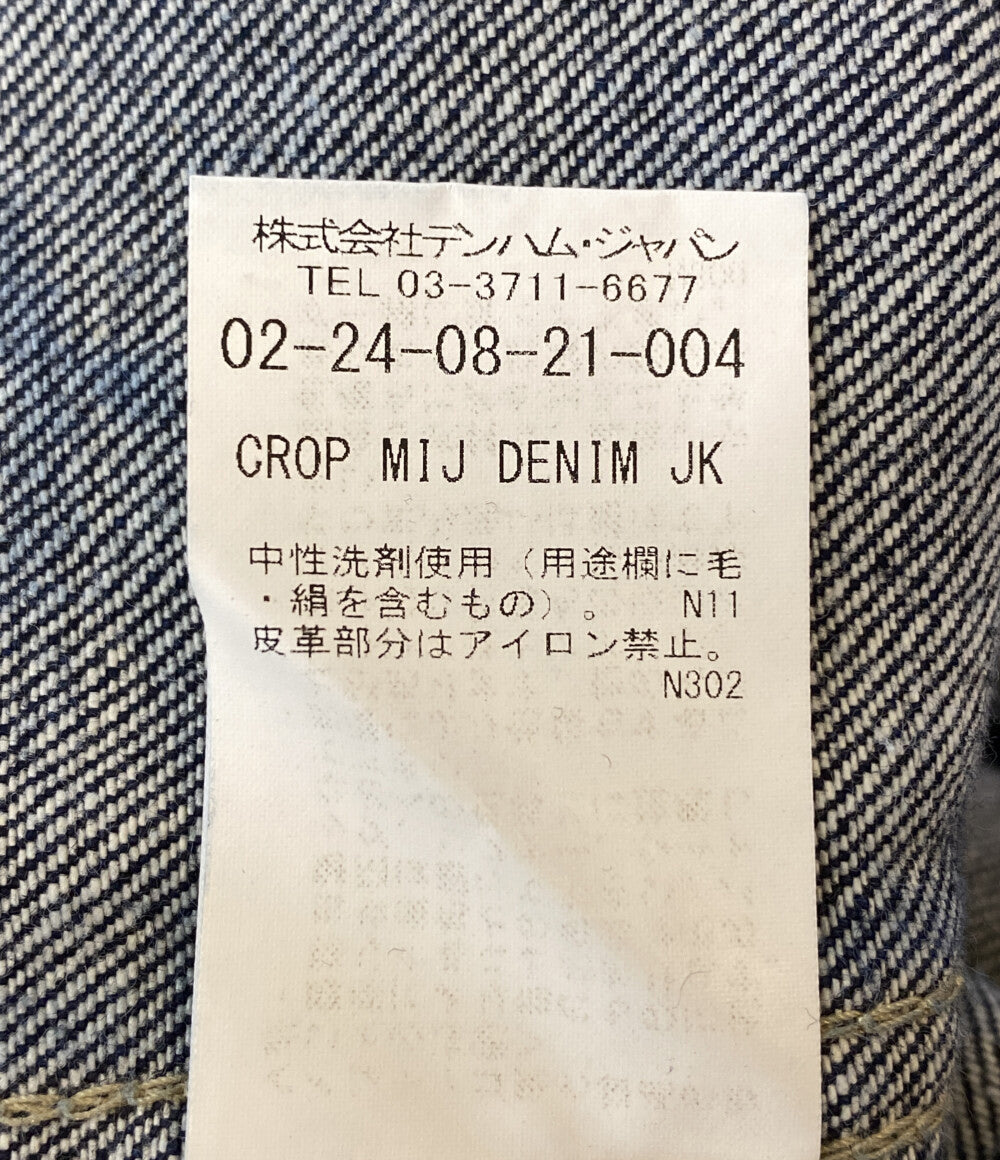 株式会社デンハム・ジャパン
TEL 03-3711-6677
02-24-08-21-004
CROP MIJ DENIM JK
中性洗剤使用（用途欄に毛
・絹を含むもの）。 N11
皮革部分はアイロン禁止。
N302